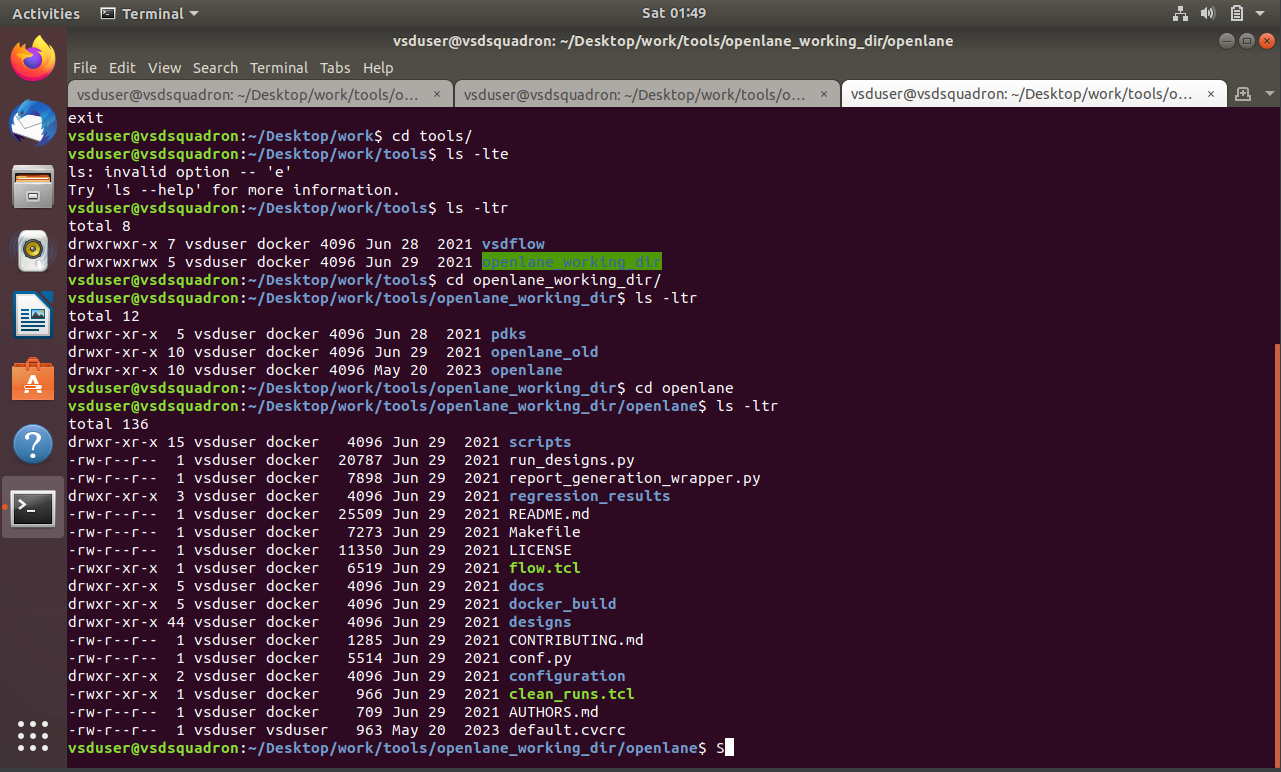 Activities Terminal Sat 01:49
vsduser@vsdsquadron: ~/Desktop/work/tools/openlane_working_dir/openlane
File Edit View Search Terminal Tabs Help
vsduser@vsdsquadron: ~/Desktop/work/tools/o... × vsduser@vsdsquadron: ~/Desktop/work/tools/o... × vsduser@vsdsquadron: ~/Desktop/work/tools/o... ×
exit
vsduser@vsdsquadron:~/Desktop/work$ cd tools/
vsduser@vsdsquadron:~/Desktop/work/tools$ ls -lte
ls: invalid option -- 'e'
Try 'ls --help' for more information.
vsduser@vsdsquadron:~/Desktop/work/tools$ ls -ltr
total 8
drwxrwxr-x 7 vsduser docker 4096 Jun 28  2021 vsdflow
drwxrwxrwx 5 vsduser docker 4096 Jun 29  2021 openlane_working_dir
vsduser@vsdsquadron:~/Desktop/work/tools$ cd openlane_working_dir/
vsduser@vsdsquadron:~/Desktop/work/tools/openlane_working_dir$ ls -ltr
total 12
drwxr-xr-x  5 vsduser docker 4096 Jun 28  2021 pdks
drwxr-xr-x 10 vsduser docker 4096 Jun 29  2021 openlane_old
drwxr-xr-x 10 vsduser docker 4096 May 20  2023 openlane
vsduser@vsdsquadron:~/Desktop/work/tools/openlane_working_dir$ cd openlane
vsduser@vsdsquadron:~/Desktop/work/tools/openlane_working_dir/openlane$ ls -ltr
total 136
drwxr-xr-x 15 vsduser docker   4096 Jun 29  2021 scripts
-rw-r--r--  1 vsduser docker  20787 Jun 29  2021 run_designs.py
-rw-r--r--  1 vsduser docker   7898 Jun 29  2021 report_generation_wrapper.py
drwxr-xr-x  3 vsduser docker   4096 Jun 29  2021 regression_results
-rw-r--r--  1 vsduser docker  25509 Jun 29  2021 README.md
-rw-r--r--  1 vsduser docker   7273 Jun 29  2021 Makefile
-rw-r--r--  1 vsduser docker  11350 Jun 29  2021 LICENSE
-rwxr-xr-x  1 vsduser docker   6519 Jun 29  2021 flow.tcl
drwxr-xr-x  5 vsduser docker   4096 Jun 29  2021 docs
drwxr-xr-x  5 vsduser docker   4096 Jun 29  2021 docker_build
drwxr-xr-x 44 vsduser docker   4096 Jun 29  2021 designs
-rw-r--r--  1 vsduser docker   1285 Jun 29  2021 CONTRIBUTING.md
-rw-r--r--  1 vsduser docker   5514 Jun 29  2021 conf.py
drwxr-xr-x  2 vsduser docker   4096 Jun 29  2021 configuration
-rwxr-xr-x  1 vsduser docker    966 Jun 29  2021 clean_runs.tcl
-rw-r--r--  1 vsduser docker    709 Jun 29  2021 AUTHORS.md
-rw-r--r--  1 vsduser vsduser   963 May 20  2023 default.cvcrc
vsduser@vsdsquadron:~/Desktop/work/tools/openlane_working_dir/openlane$ S